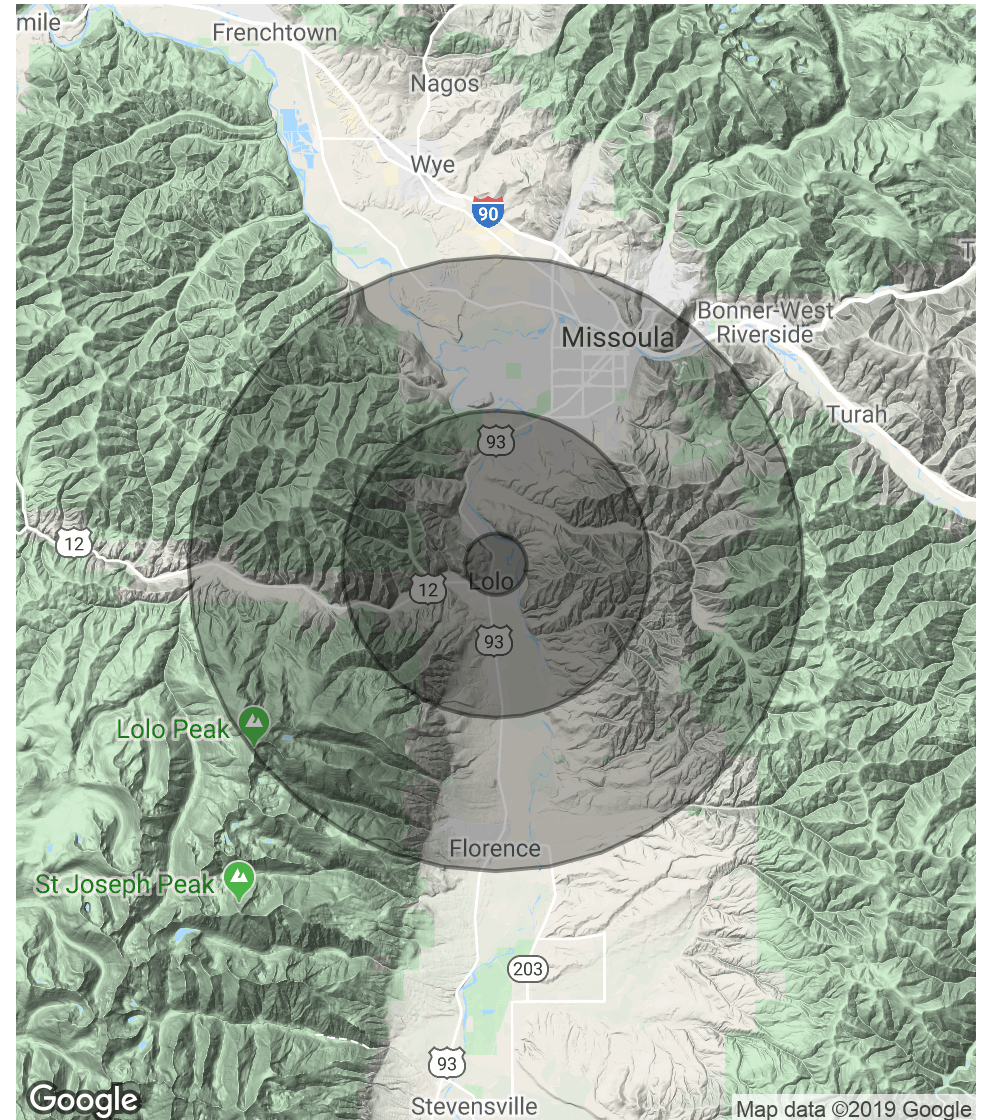 mile
Frenchtown
Nagos
Wye
90
T
Bonner-West
Riverside
Missoula
Turah
93
12
Lolo
12
93
Lolo Peak
Florence
St Joseph Peak
203
93
Stevensville
Google
Map data ©2019 Google